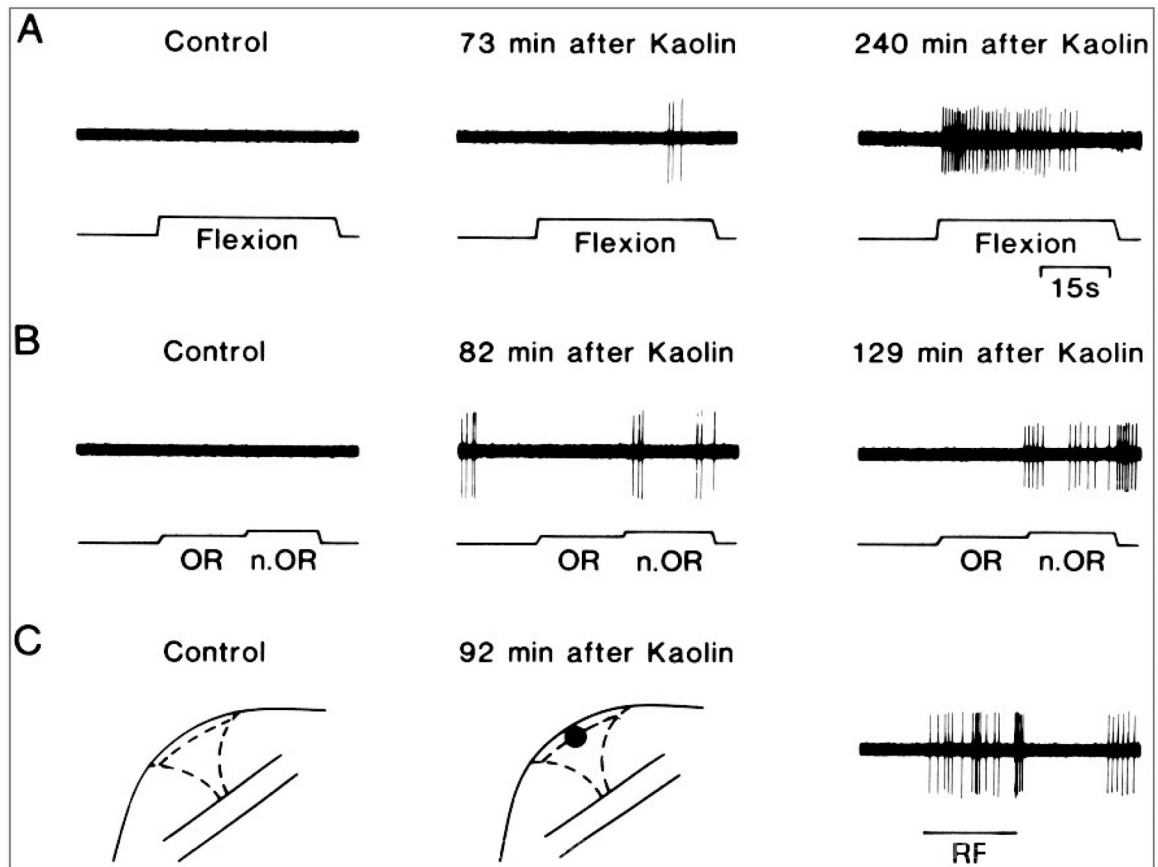 A
Control
73 min after Kaolin
240 min after Kaolin
Flexion
Flexion
Flexion
15s
B
Control
82 min after Kaolin
129 min after Kaolin
OR n.OR
OR n.OR
OR n.OR
C
Control
92 min after Kaolin
RF